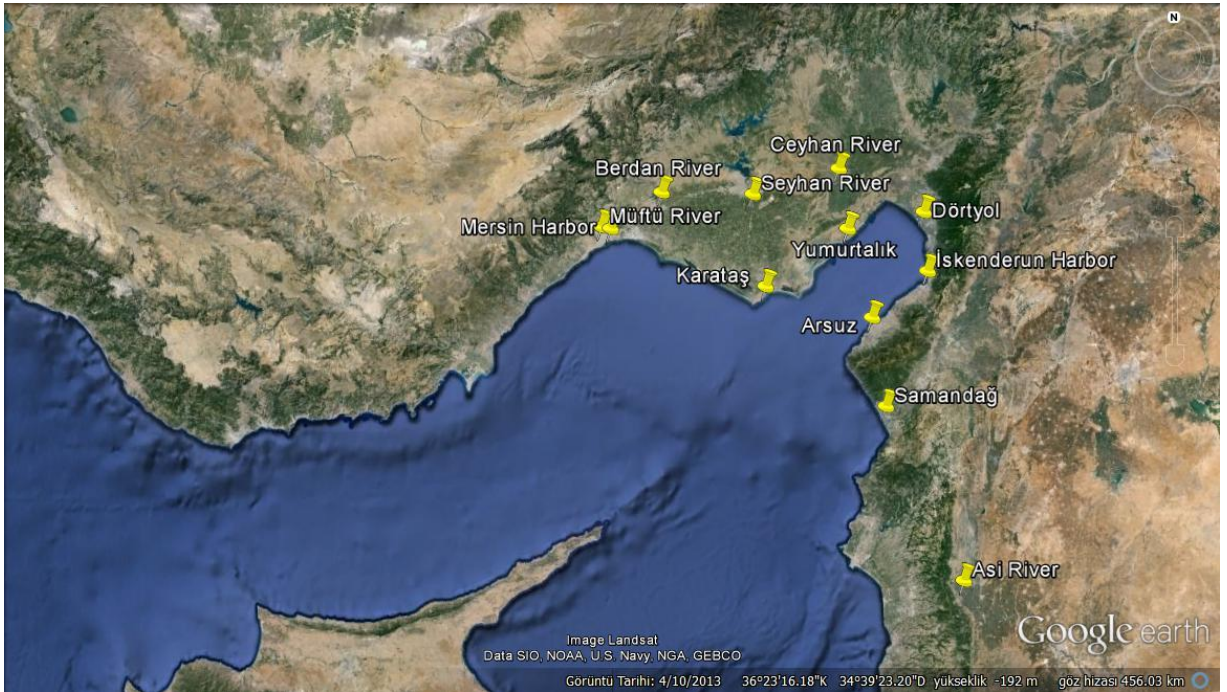 N
Ceyhan River
Berdan River
Seyhan River
Mersin Harbor
Müftü River
Dörtyol
Yumurtalık
İskenderun Harbor
Karataş
Arsuz
Samandağ
Asi River
Google earth
Image Landsat
Data SIO, NOAA, U.S. Navy, NGA, GEBCO
Görüntü Tarihi: 4/10/2013 36°23'16.18"K 34°39'23.20"D yükseklik -192 m göz hizası 456.03 km